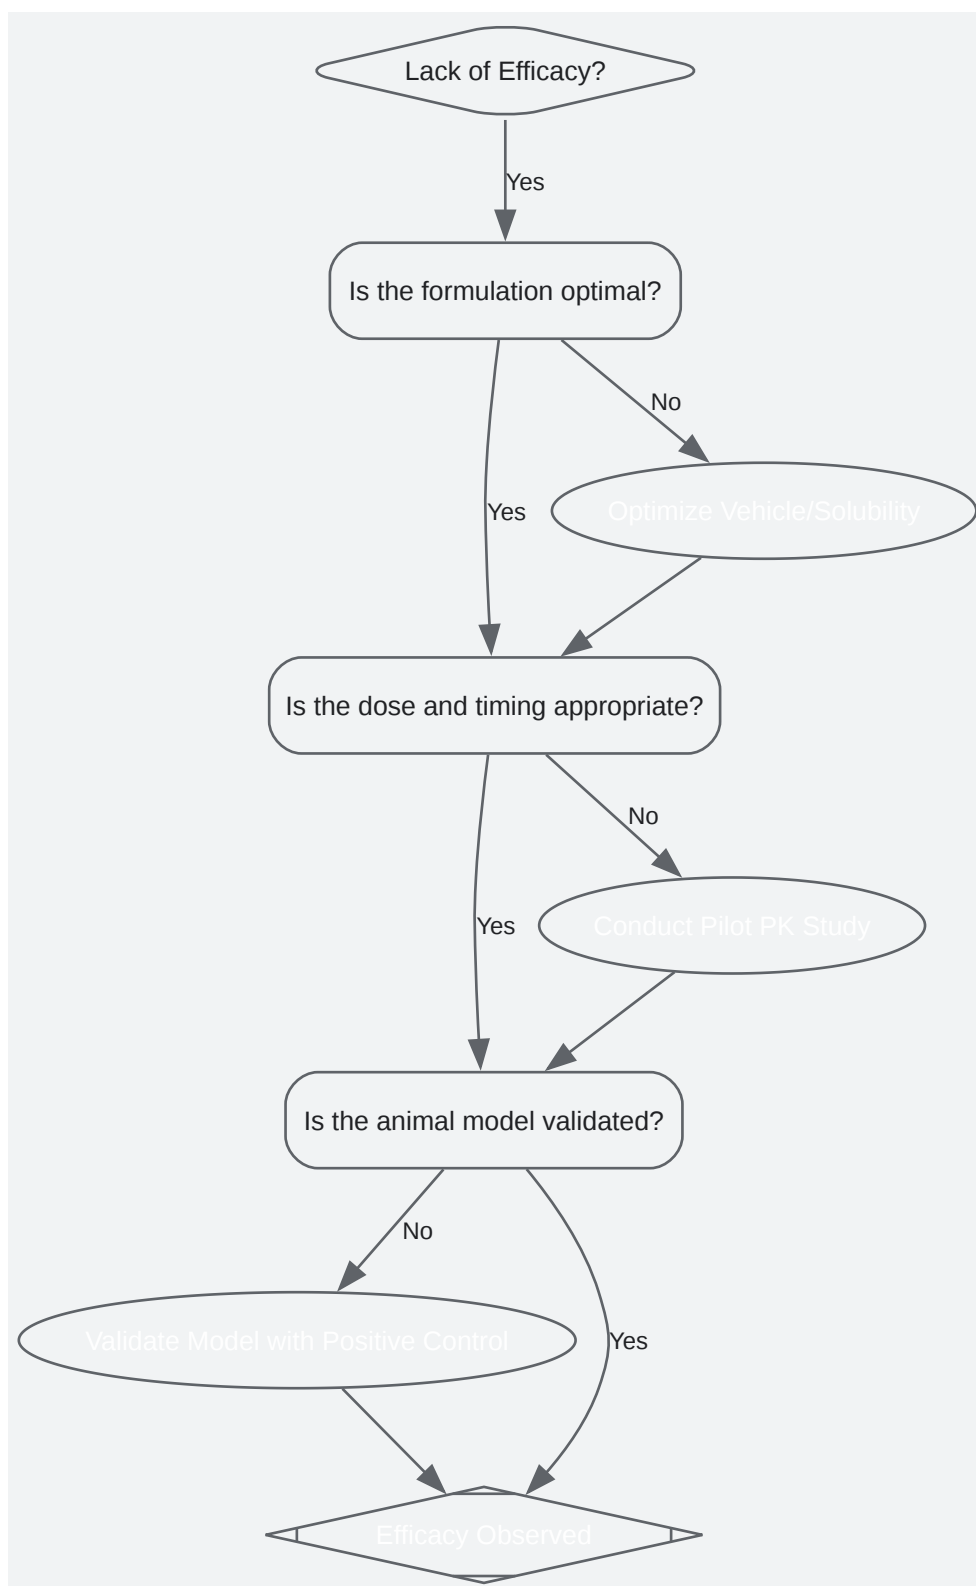 Lack of Efficacy?
Yes
Is the formulation optimal?
No
Yes
Optimize Vehicle/Solubility
Is the dose and timing appropriate?
No
Yes
Conduct Pilot PK Study
Is the animal model validated?
No
Validate Model with Positive Control
Yes
Efficacy Observed